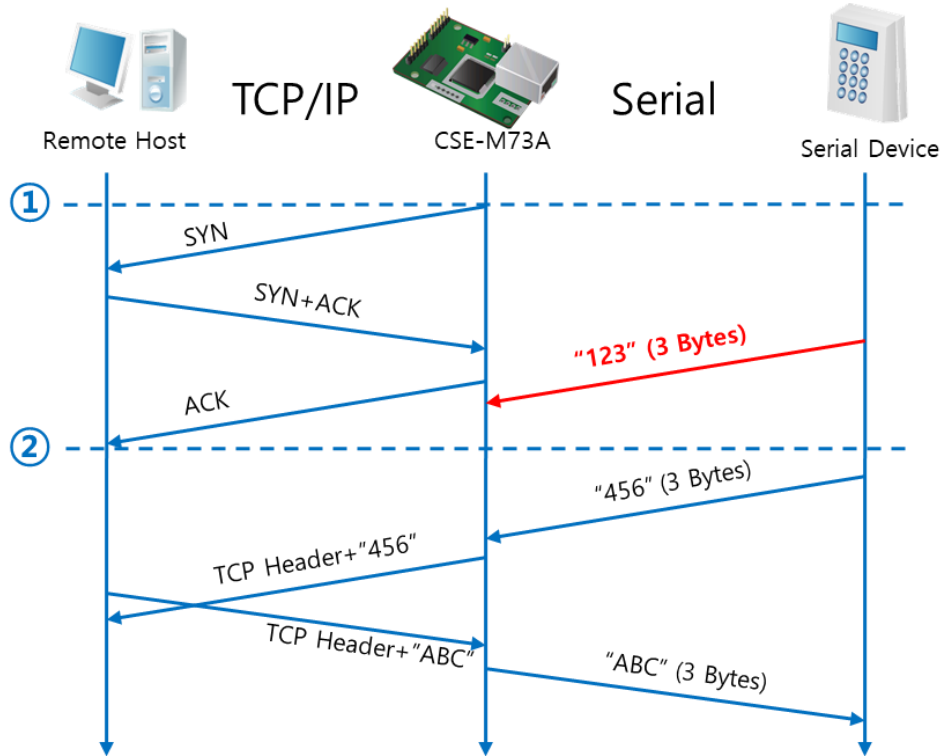 TCP/IP
Serial
Remote Host
CSE-M73A
Serial Device
①
SYN
SYN+ACK
“123” (3 Bytes)
ACK
②
“456” (3 Bytes)
TCP Header+“456”
TCP Header+“ABC”
“ABC” (3 Bytes)